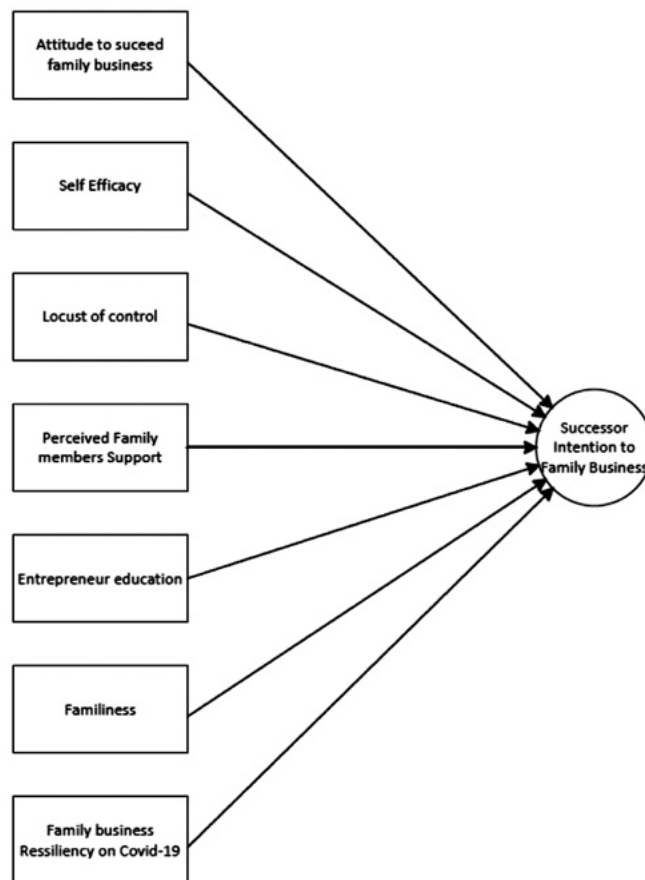 Attitude to suceed
family business
Self Efficacy
Locust of control
Perceived Family
members Support
Entrepreneur education
Familiness
Family business
Ressiliency on Covid-19
Successor
Intention to
Family Business